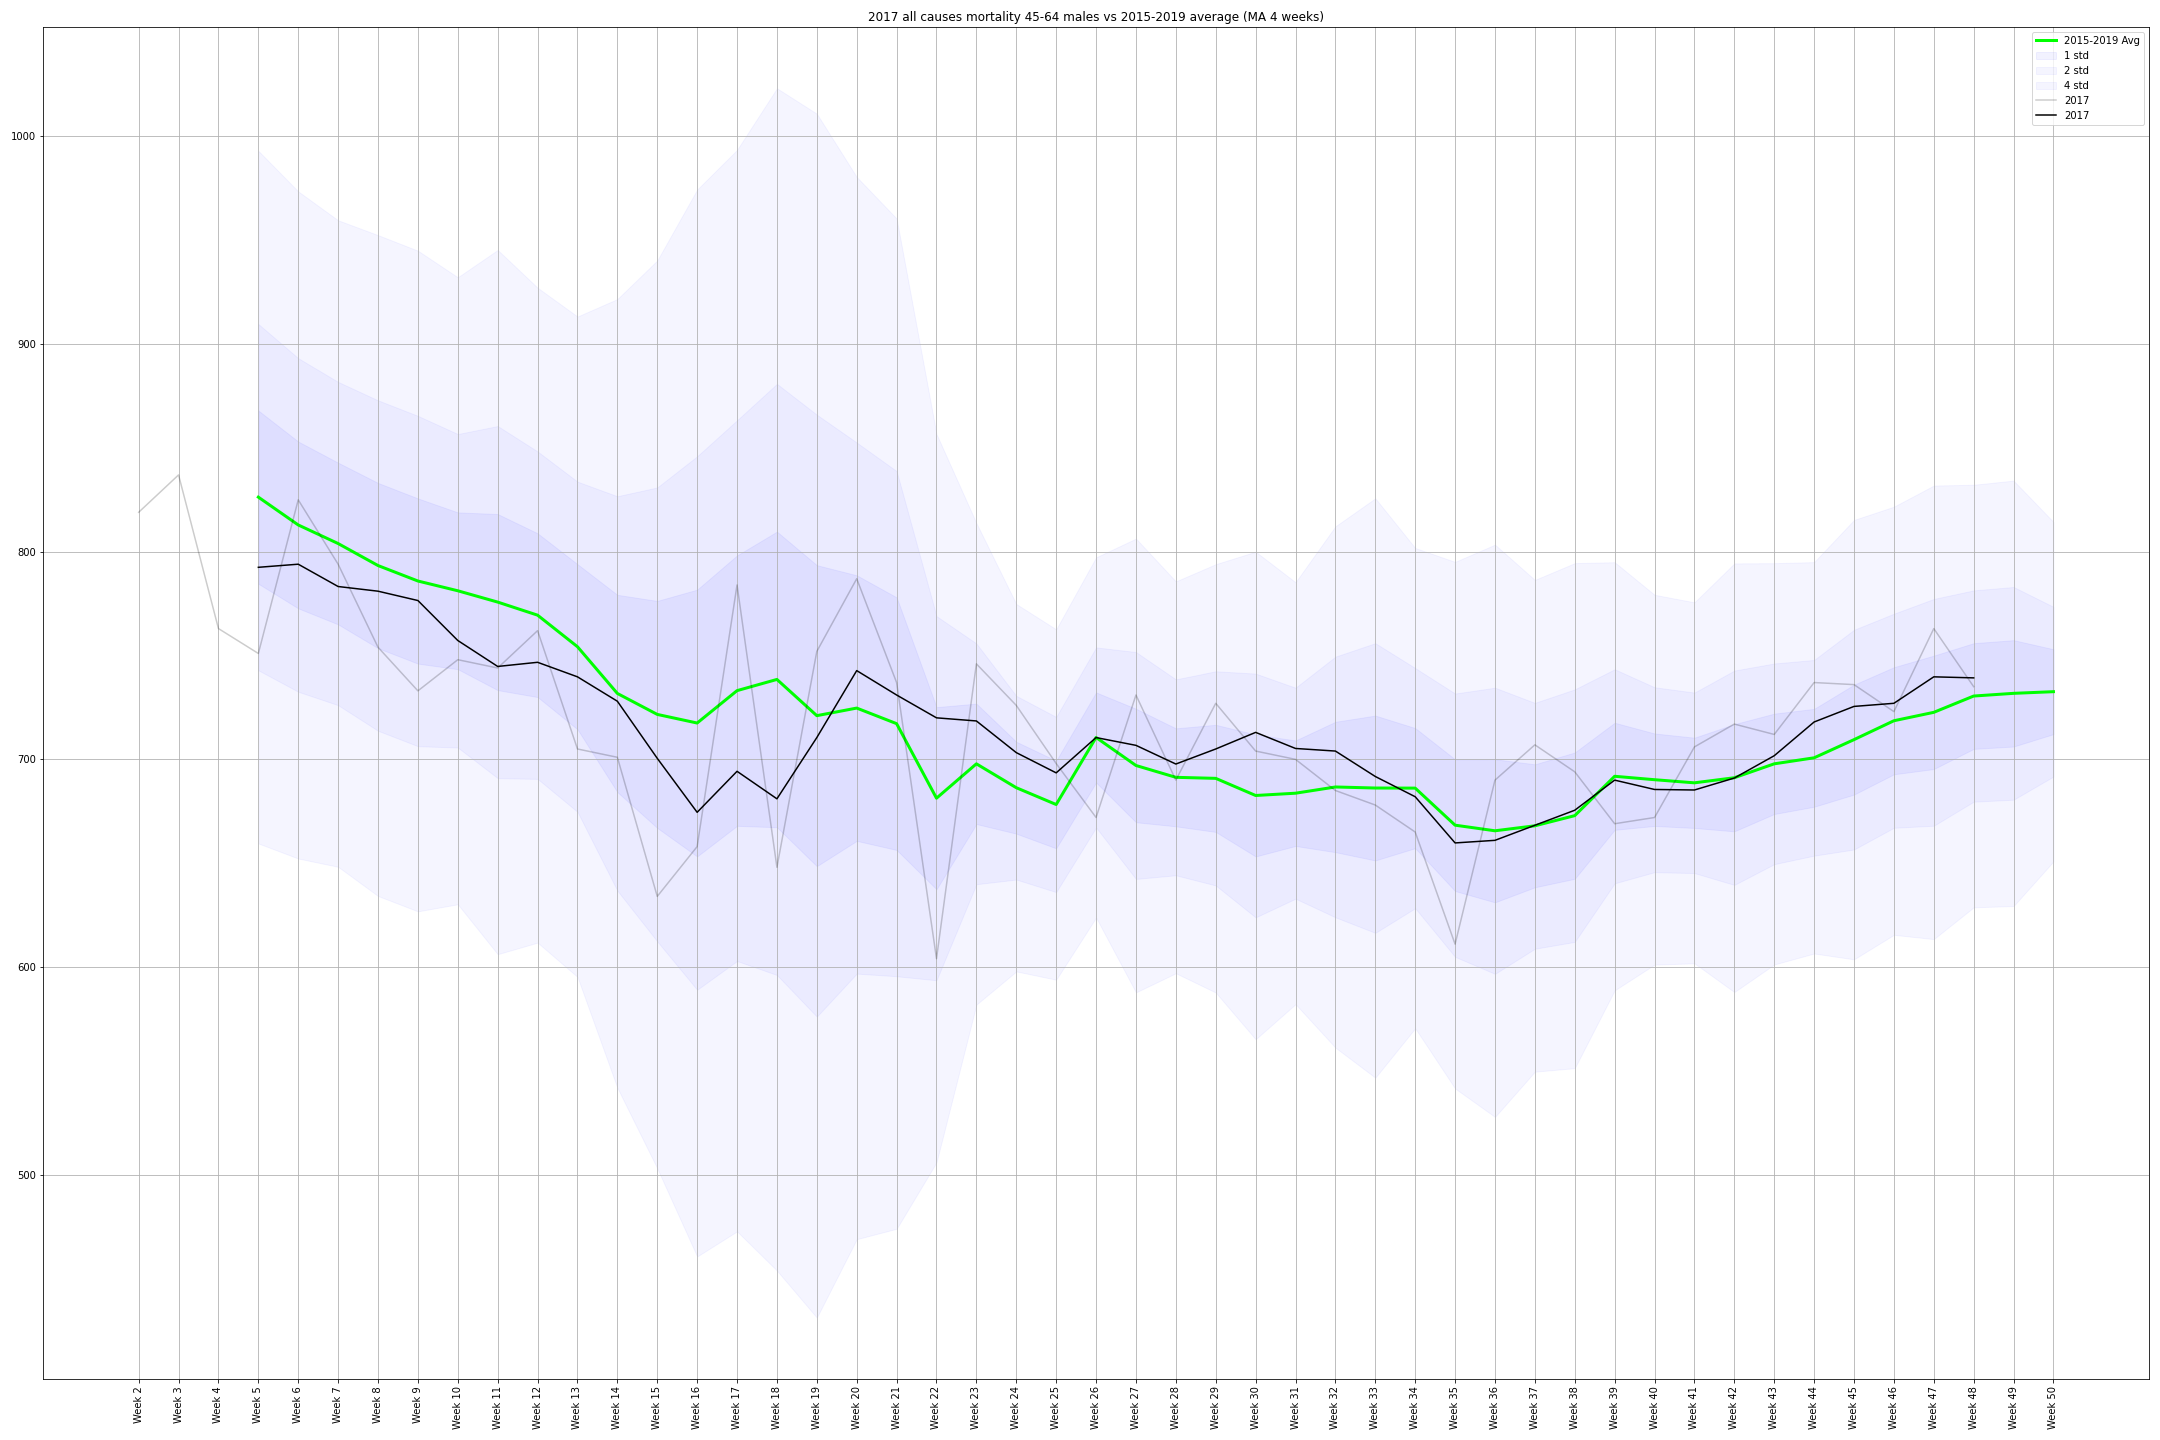 2017 all causes mortality 45-64 males vs 2015-2019 average (MA 4 weeks)
2015-2019 Avg
1 std
2 std
4 std
2017
2017
1000
900
800
700
600
500
Week 2
Week 3
Week 4
Week 5
Week 6
Week 7
Week 8
Week 9
Week 10
Week 11
Week 12
Week 13
Week 14
Week 15
Week 16
Week 17
Week 18
Week 19
Week 20
Week 21
Week 22
Week 23
Week 24
Week 25
Week 26
Week 27
Week 28
Week 29
Week 30
Week 31
Week 32
Week 33
Week 34
Week 35
Week 36
Week 37
Week 38
Week 39
Week 40
Week 41
Week 42
Week 43
Week 44
Week 45
Week 46
Week 47
Week 48
Week 49
Week 50